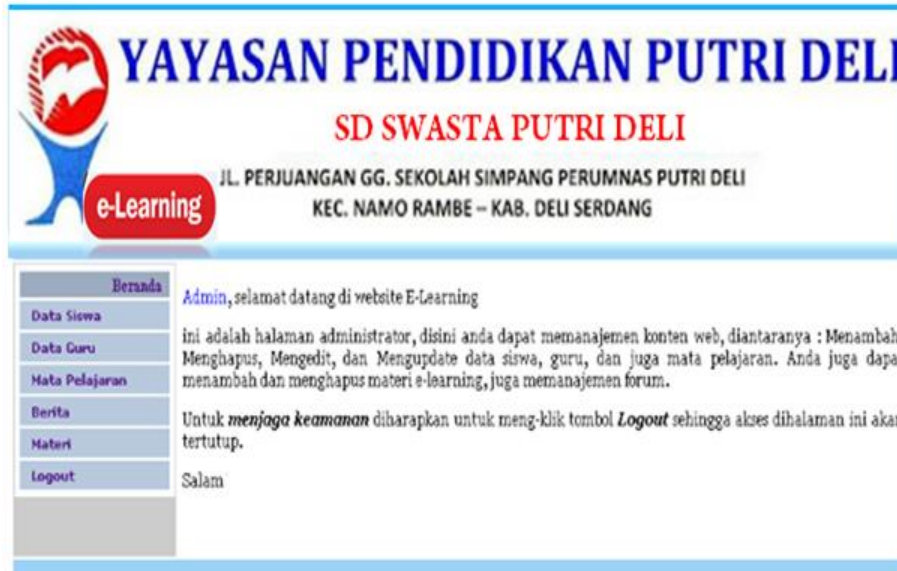 YAYASAN PENDIDIKAN PUTRI DELI
SD SWASTA PUTRI DELI
JL. PERJUANGAN GG. SEKOLAH SIMPANG PERUMNAS PUTRI DELI
KEC. NAMO RAMBE – KAB. DELI SERDANG
e-Learning
Beranda
Data Siswa
Data Guru
Mata Pelajaran
Berita
Materi
Logout
Admin, selamat datang di website E-Learning
ini adalah halaman administrator, disini anda dapat memanajemen konten web, diantaranya : Menambah
Menghapus, Mengedit, dan Mengupdate data siswa, guru, dan juga mata pelajaran. Anda juga dapa
menambah dan menghapus materi e-learning, juga memanajemen forum.
Untuk menjaga keamanan diharapkan untuk meng-klik tombol Logout sehingga akses dihalaman ini akan
tertutup.
Salam